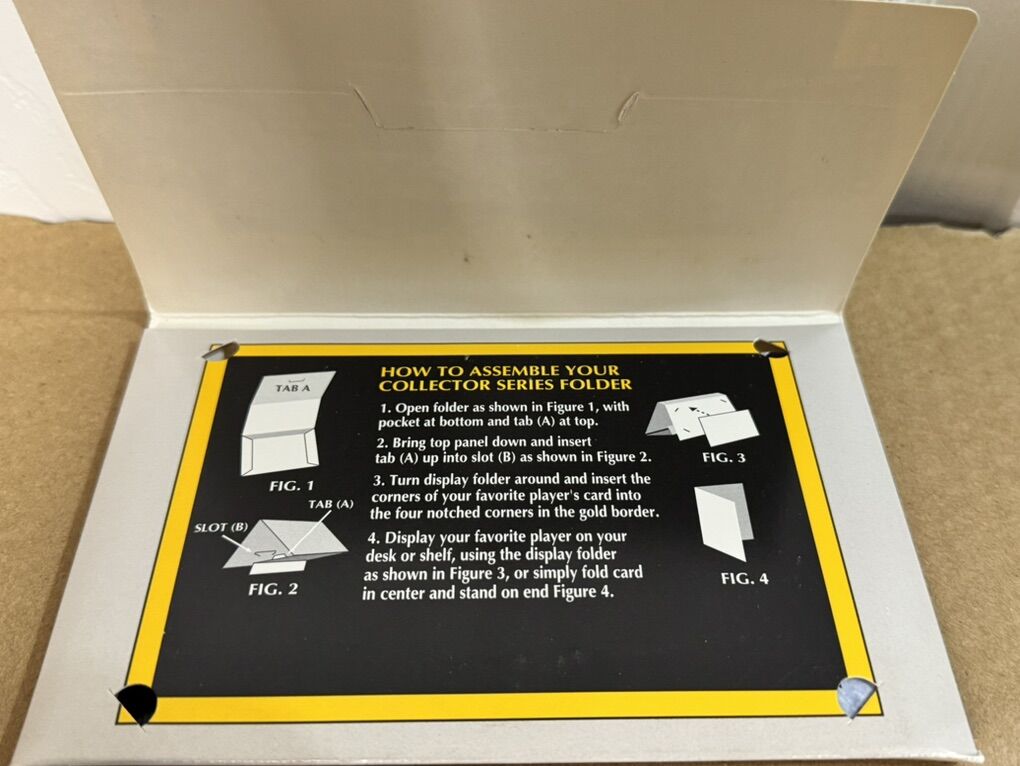 HOW TO ASSEMBLE YOUR
COLLECTOR SERIES FOLDER
1. Open folder as shown in Figure 1, with
pocket at bottom and tab (A) at top.
2. Bring top panel down and insert
tab (A) up into slot (B) as shown in Figure 2.
3. Turn display folder around and insert the
corners of your favorite player's card into
the four notched corners in the gold border.
4. Display your favorite player on your
desk or shelf, using the display folder
as shown in Figure 3, or simply fold card
in center and stand on end Figure 4.
TAB A
FIG. 1
SLOT (B)
TAB (A)
FIG. 2
FIG. 3
FIG. 4